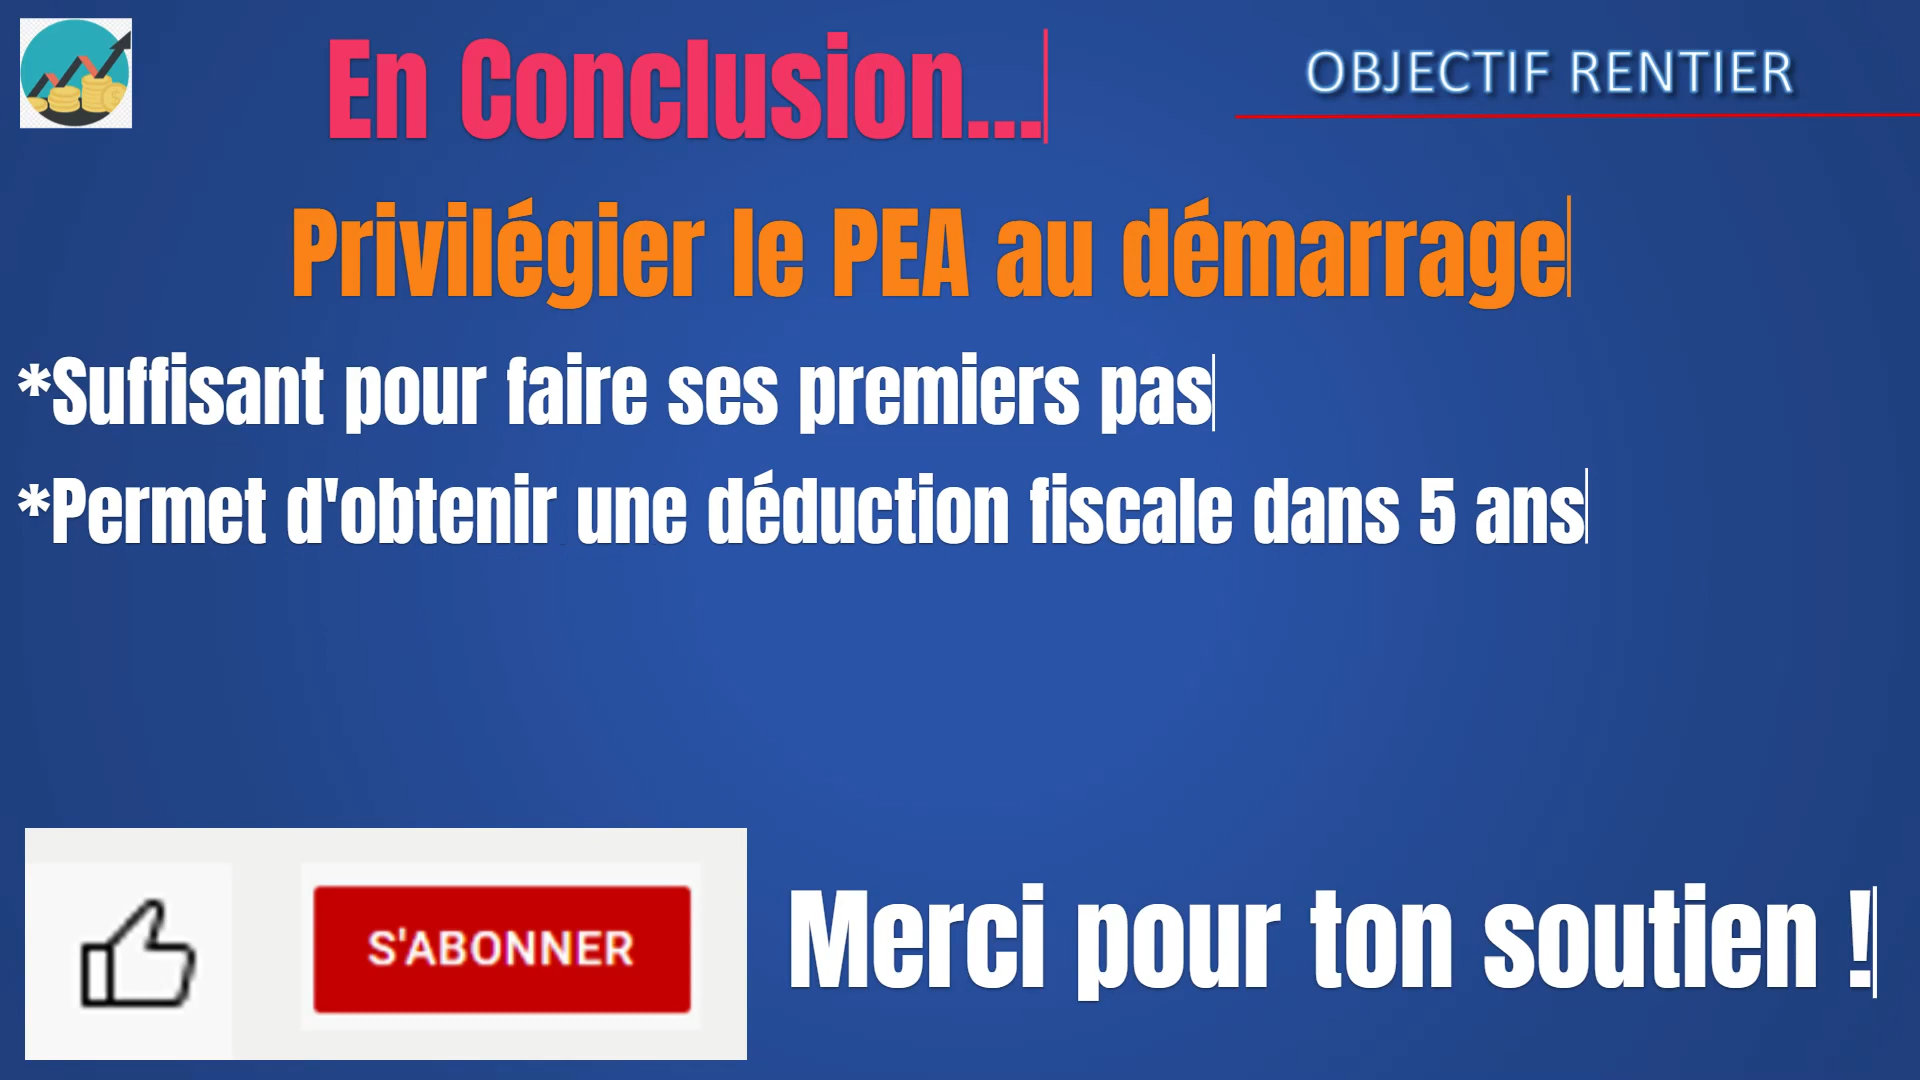 En Conclusion...
OBJECTIF RENTIER
Privilégier le PEA au démarrage
*Suffisant pour faire ses premiers pas
*Permet d'obtenir une déduction fiscale dans 5 ans
S'ABONNER
Merci pour ton soutien !